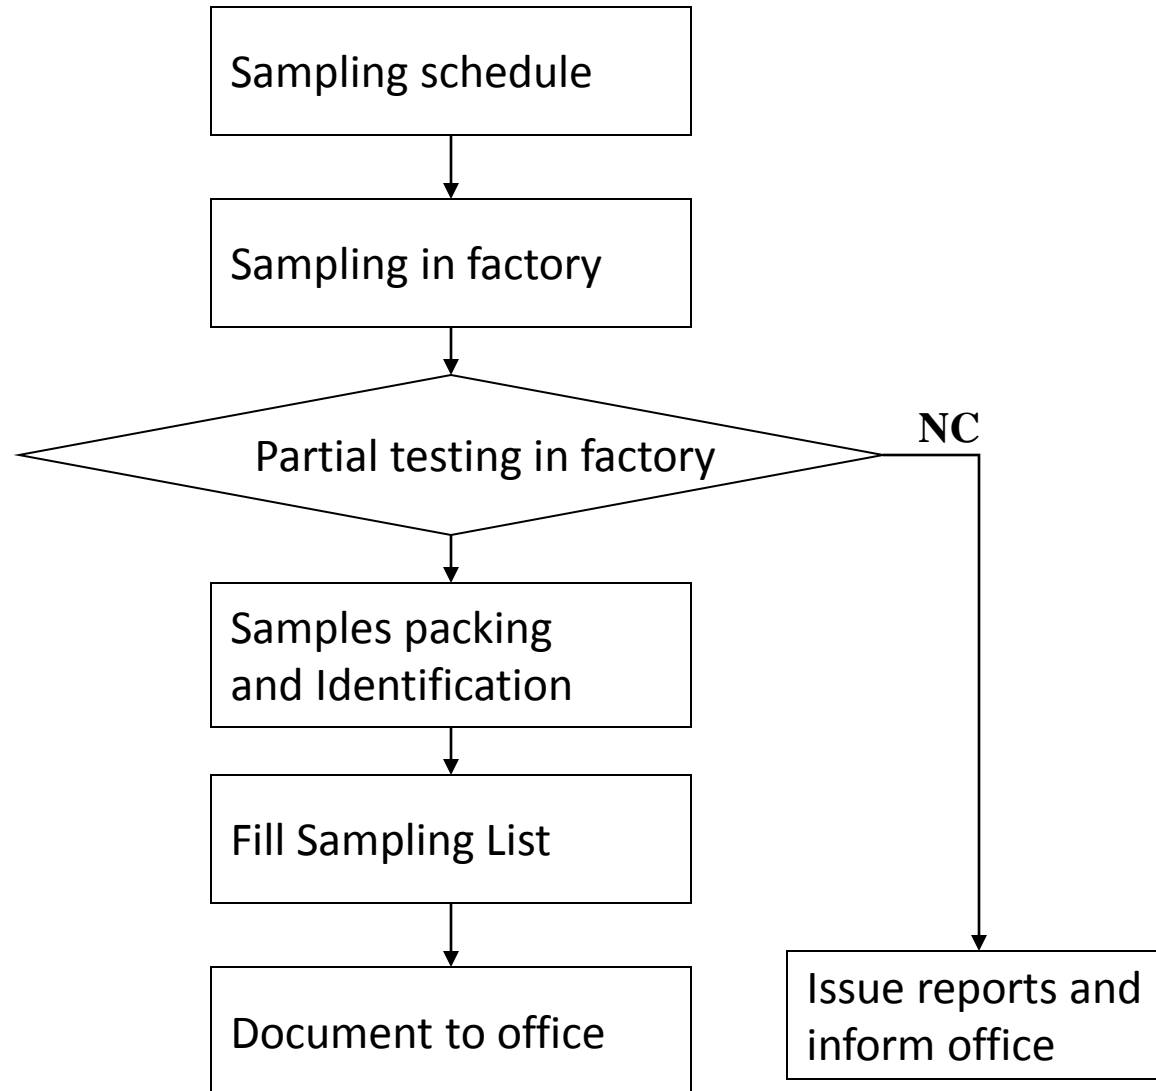 Sampling schedule
Sampling in factory
NC
Partial testing in factory
Samples packing
and Identification
Fill Sampling List
Document to office
Issue reports and
inform office